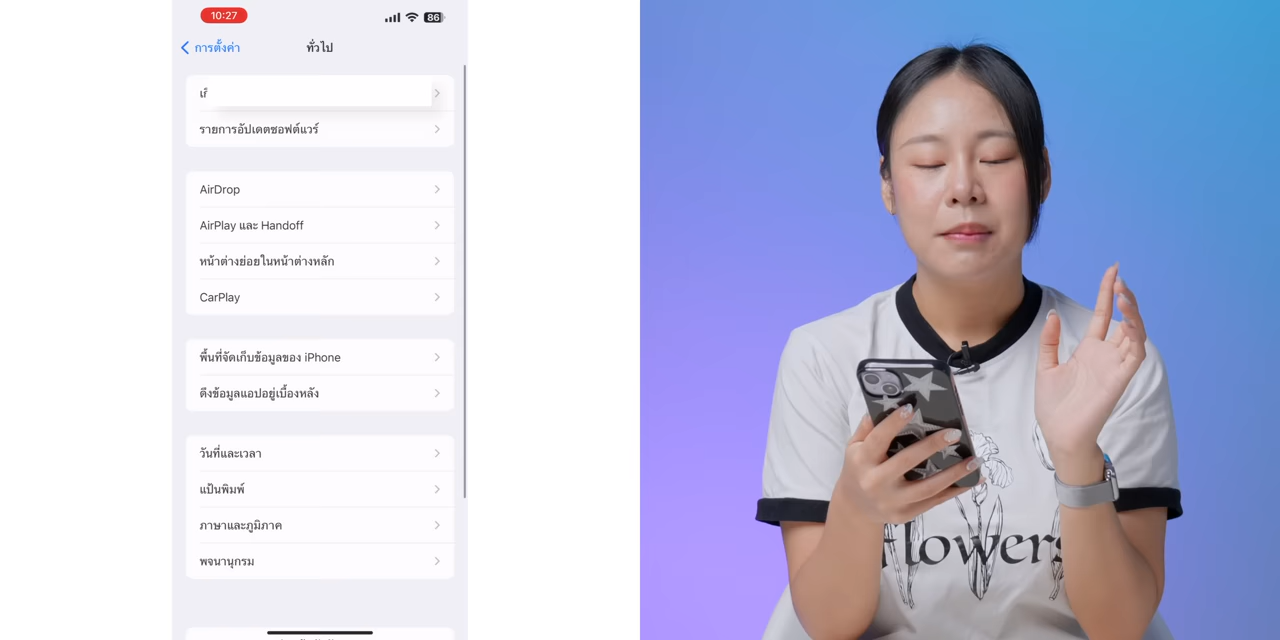 10:27
86
การตั้งค่า
ทั่วไป
รายการอัปเดตซอฟต์แวร์
AirDrop
AirPlay และ Handoff
หน้าต่างย่อยในหน้าต่างหลัก
CarPlay
พื้นที่จัดเก็บข้อมูลของ iPhone
ดึงข้อมูลแอปอยู่เบื้องหลัง
วันที่และเวลา
แป้นพิมพ์
ภาษาและภูมิภาค
พจนานุกรม
flowers